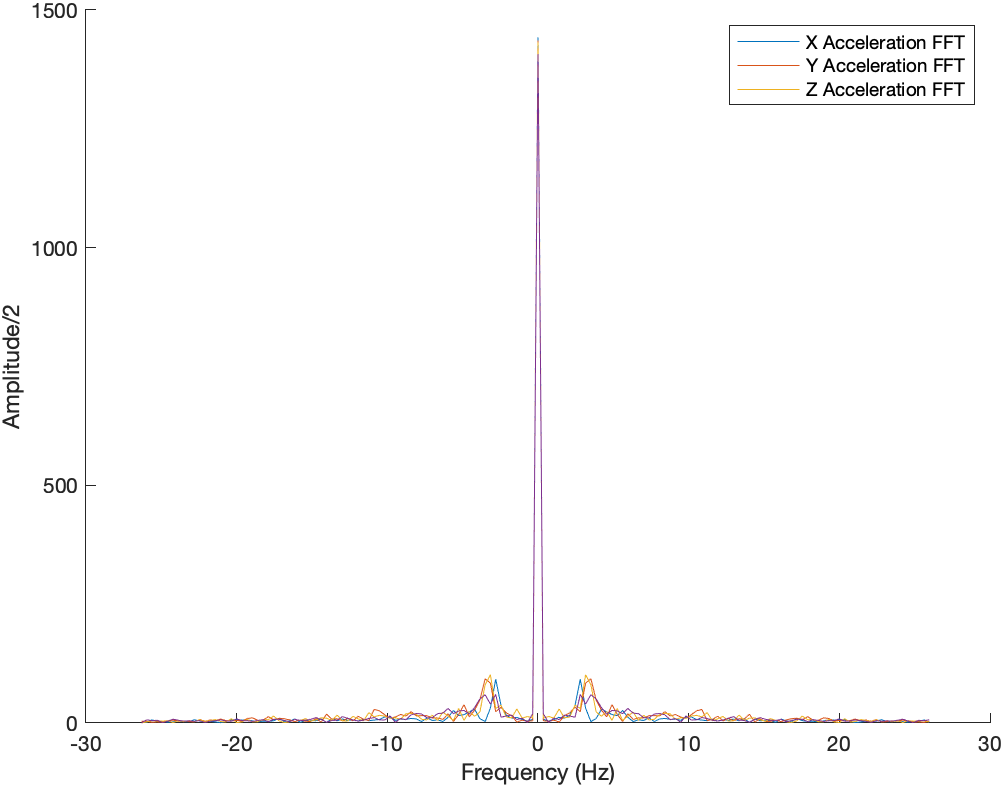 1500
1000
500
0
-30
-20
-10
0
10
20
30
Amplitude/2
Frequency (Hz)
X Acceleration FFT
Y Acceleration FFT
Z Acceleration FFT